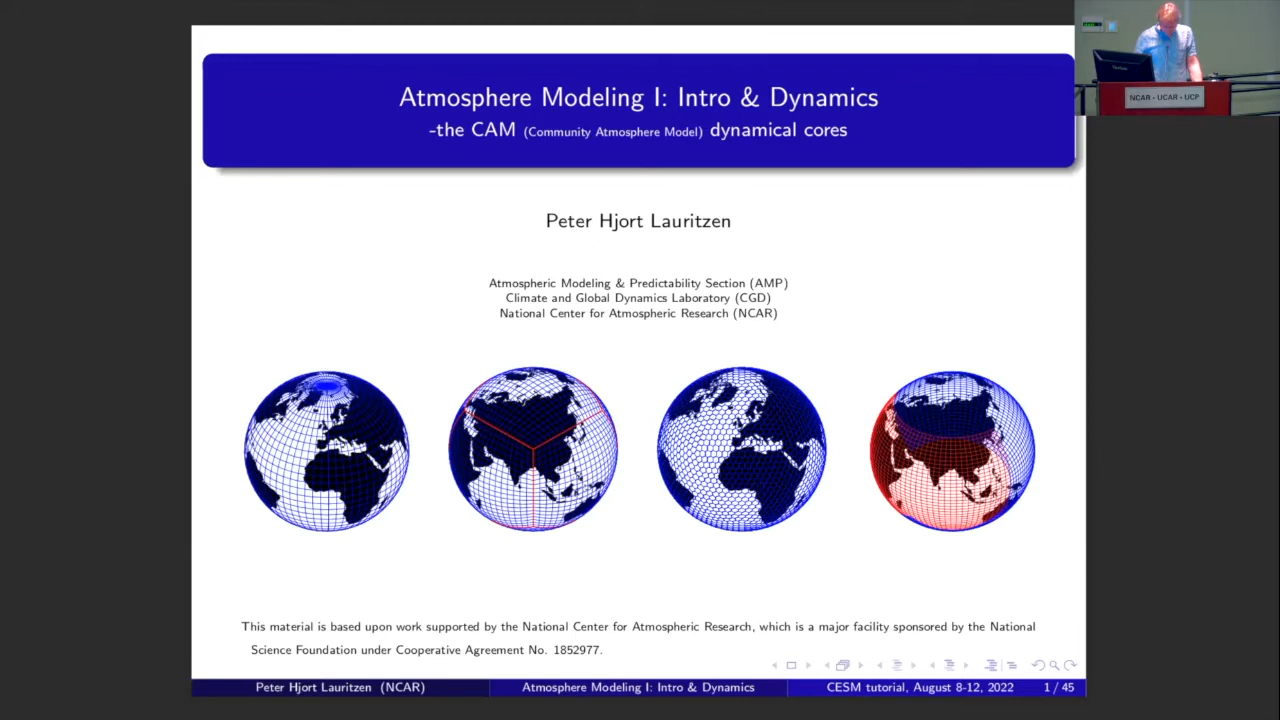 Atmosphere Modeling I: Intro & Dynamics
-the CAM (Community Atmosphere Model) dynamical cores
NCAR • UCAR • UCP
Peter Hjort Lauritzen
Atmospheric Modeling & Predictability Section (AMP)
Climate and Global Dynamics Laboratory (CGD)
National Center for Atmospheric Research (NCAR)
This material is based upon work supported by the National Center for Atmospheric Research, which is a major facility sponsored by the National
Science Foundation under Cooperative Agreement No. 1852977.
Peter Hjort Lauritzen (NCAR)
Atmosphere Modeling I: Intro & Dynamics
CESM tutorial, August 8-12, 2022
1 / 45